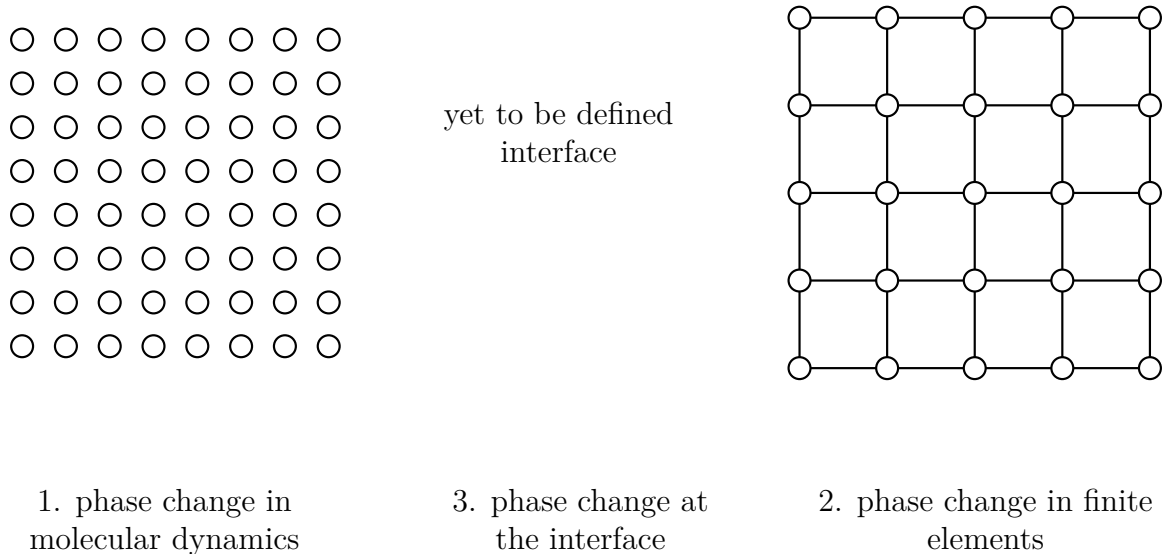 yet to be defined
interface
1. phase change in
molecular dynamics
3. phase change at
the interface
2. phase change in finite
elements